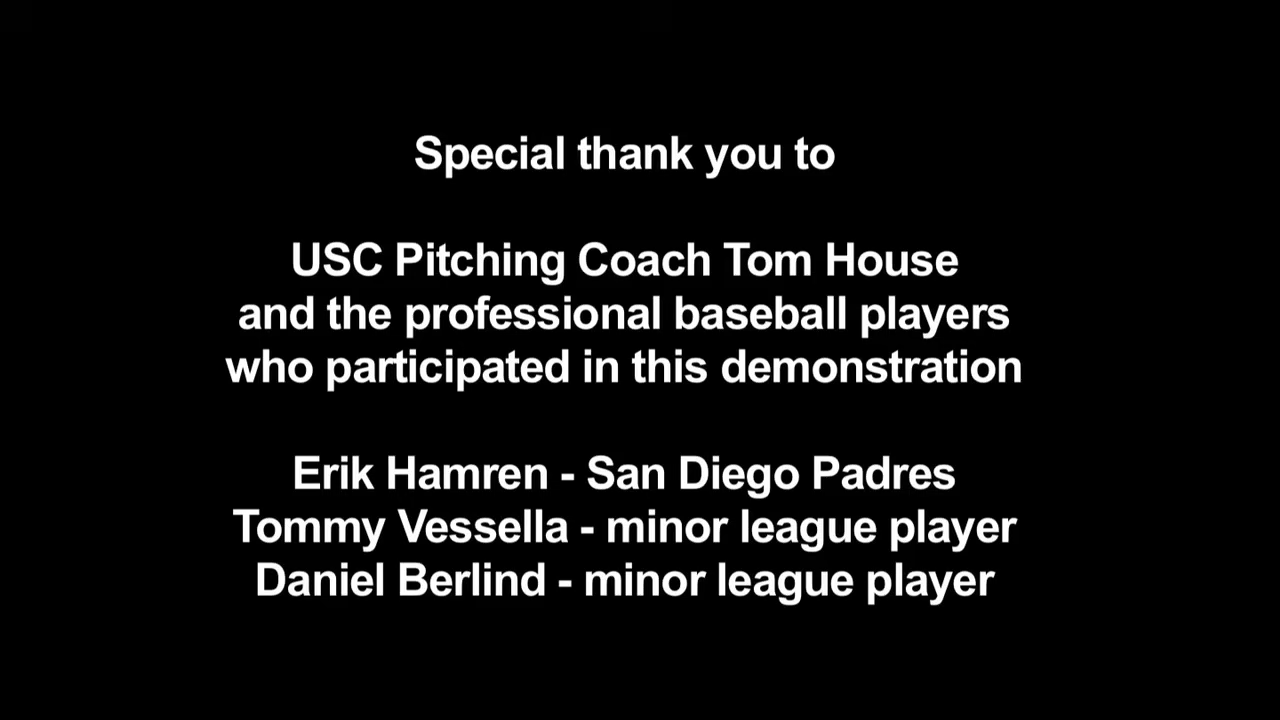 Special thank you to
USC Pitching Coach Tom House
and the professional baseball players
who participated in this demonstration
Erik Hamren - San Diego Padres
Tommy Vessella - minor league player
Daniel Berlind - minor league player